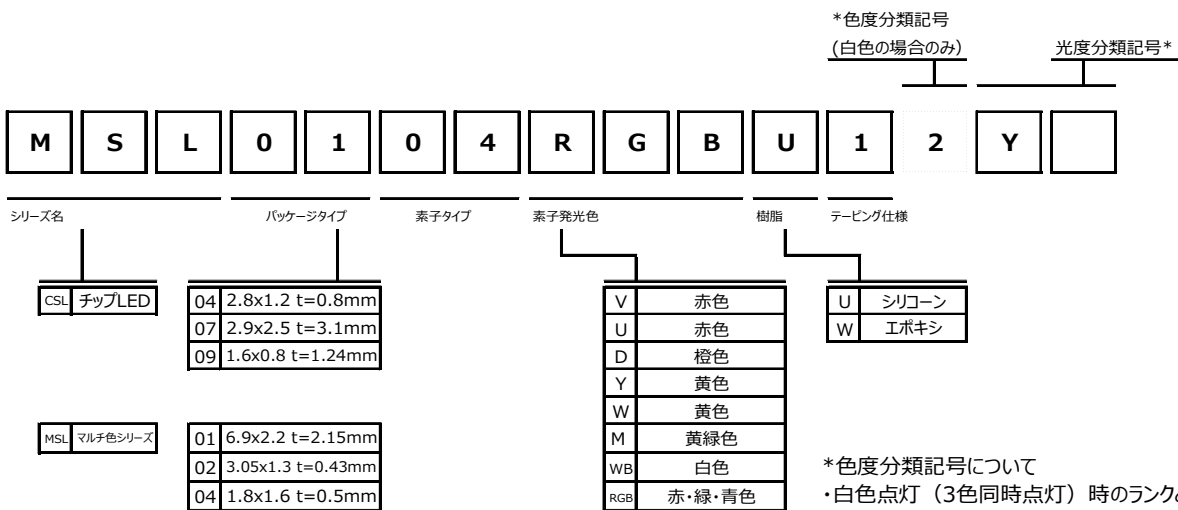 *色度分類記号
(白色の場合のみ)
光度分類記号*
M S L 0 1 0 4 R G B U 1 2 Y
シリーズ名 パッケージタイプ 素子タイプ 素子発光色 樹脂 テーピング仕様
CSL チップLED
04 2.8x1.2 t=0.8mm
07 2.9x2.5 t=3.1mm
09 1.6x0.8 t=1.24mm
MSL マルチ色シリーズ
01 6.9x2.2 t=2.15mm
02 3.05x1.3 t=0.43mm
04 1.8x1.6 t=0.5mm
V 赤色
U 赤色
D 橙色
Y 黄色
W 黄色
M 黄緑色
WB 白色
RGB 赤・緑・青色
U シリコーン
W エポキシ
*色度分類記号について
・白色点灯（3色同時点灯）時のランク